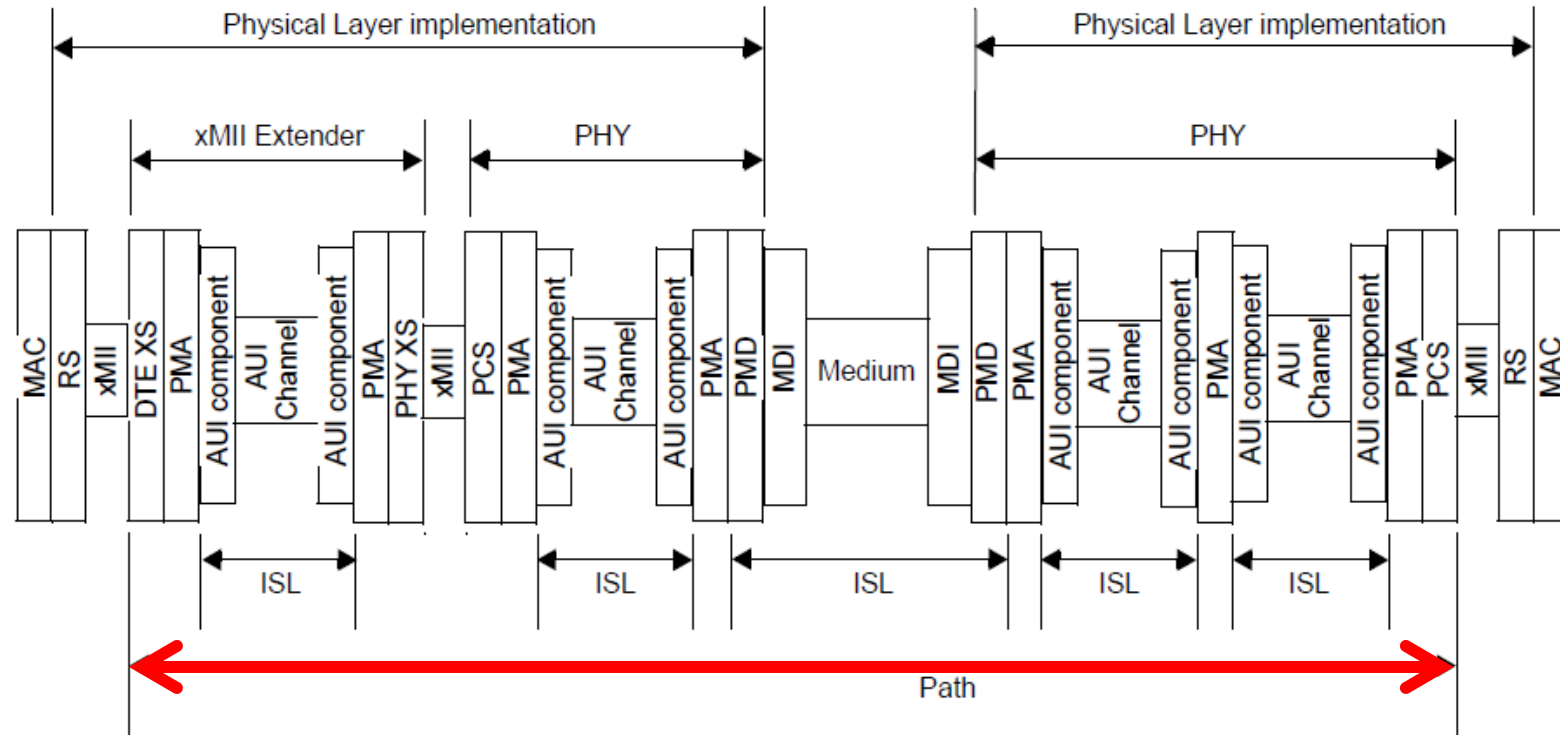 Physical Layer implementation
Physical Layer implementation
xMII Extender
PHY
PHY
MAC
RS
xMII
DTE XS
PMA
AUI component
AUI
Channel
AUI component
PMA
PHY XS
xMII
PCS
PMA
AUI component
AUI
Channel
AUI component
PMA
PMD
MDI
Medium
MDI
PMD
PMA
AUI component
AUI
Channel
AUI component
PMA
AUI component
AUI
Channel
AUI component
PMA
PCS
xMII
RS
MAC
ISL
ISL
ISL
ISL
ISL
Path